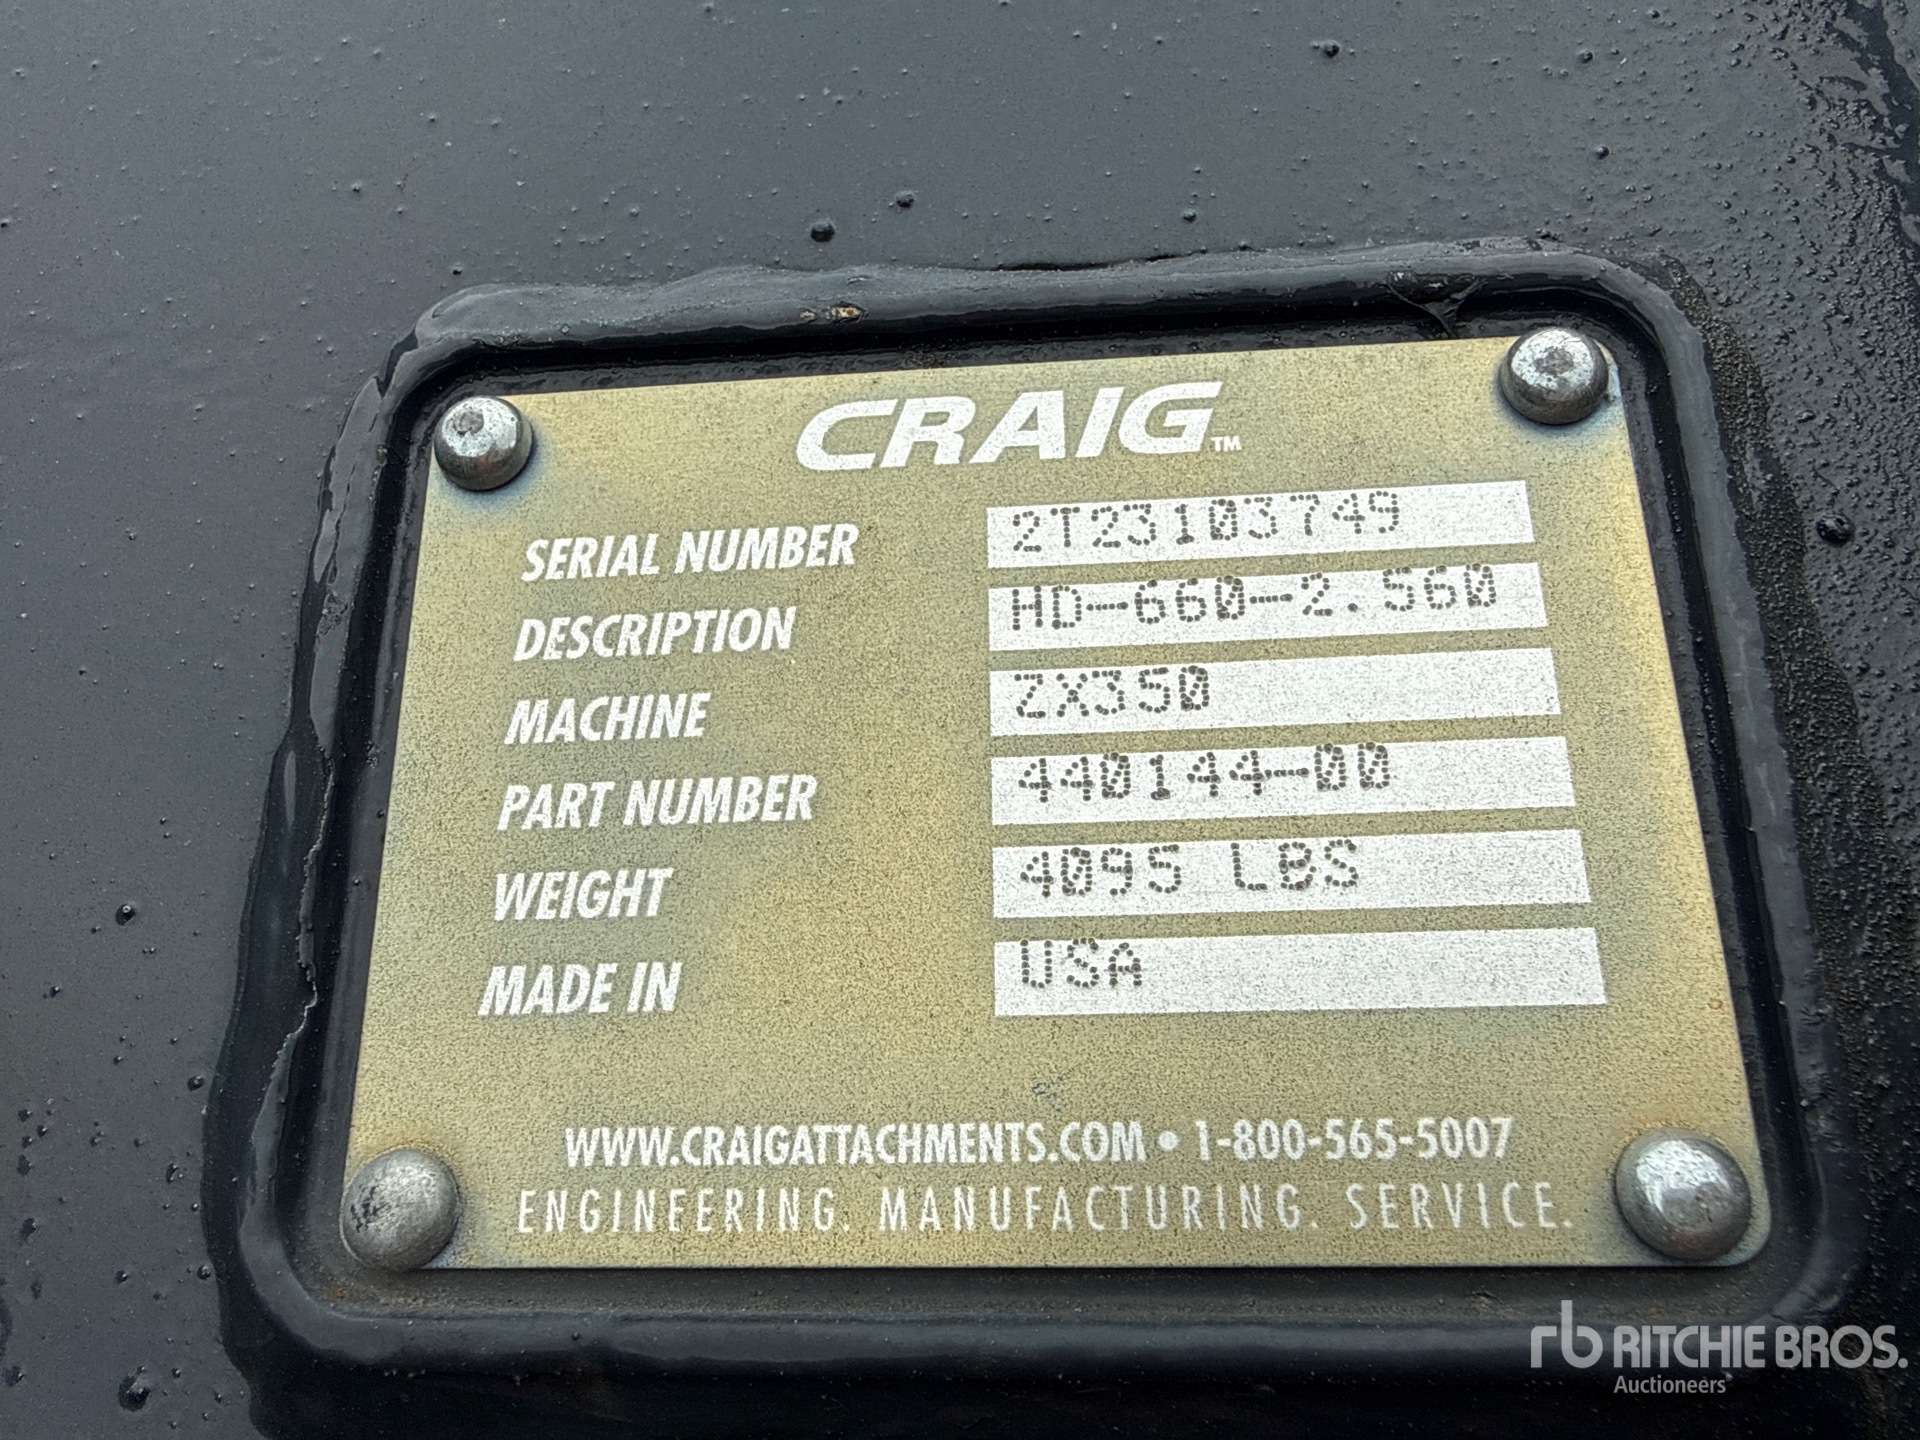 CRAIG™
SERIAL NUMBER 2T23103749
DESCRIPTION HD-660-2.560
MACHINE ZX350
PART NUMBER 440144-00
WEIGHT 4095 LBS
MADE IN USA
WWW.CRAIGATTACHMENTS.COM • 1-800-565-5007
ENGINEERING. MANUFACTURING. SERVICE.
rb RITCHIE BROS.
Auctioneers